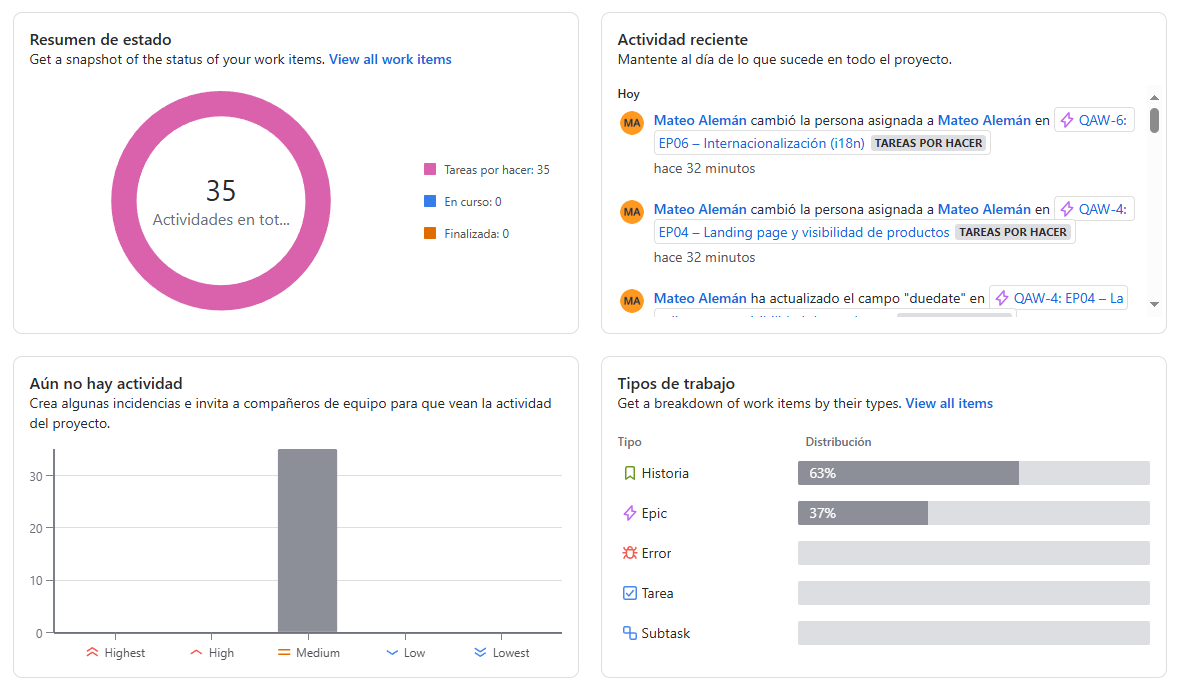 Resumen de estado
Get a snapshot of the status of your work items. View all work items
35
Actividades en tot...
Tareas por hacer: 35
En curso: 0
Finalizada: 0
Actividad reciente
Mantente al día de lo que sucede en todo el proyecto.
Hoy
MA
Mateo Alemán cambió la persona asignada a Mateo Alemán en QAW-6:
EP06 – Internacionalización (i18n) TAREAS POR HACER
hace 32 minutos
MA
Mateo Alemán cambió la persona asignada a Mateo Alemán en QAW-4:
EP04 – Landing page y visibilidad de productos TAREAS POR HACER
hace 32 minutos
MA
Mateo Alemán ha actualizado el campo "duedate" en QAW-4: EP04 – La
Aún no hay actividad
Crea algunas incidencias e invita a compañeros de equipo para que vean la actividad
del proyecto.
30
20
10
0
Highest
High
Medium
Low
Lowest
Tipos de trabajo
Get a breakdown of work items by their types. View all items
Tipo Distribución
Historia 63%
Epic 37%
Error
Tarea
Subtask